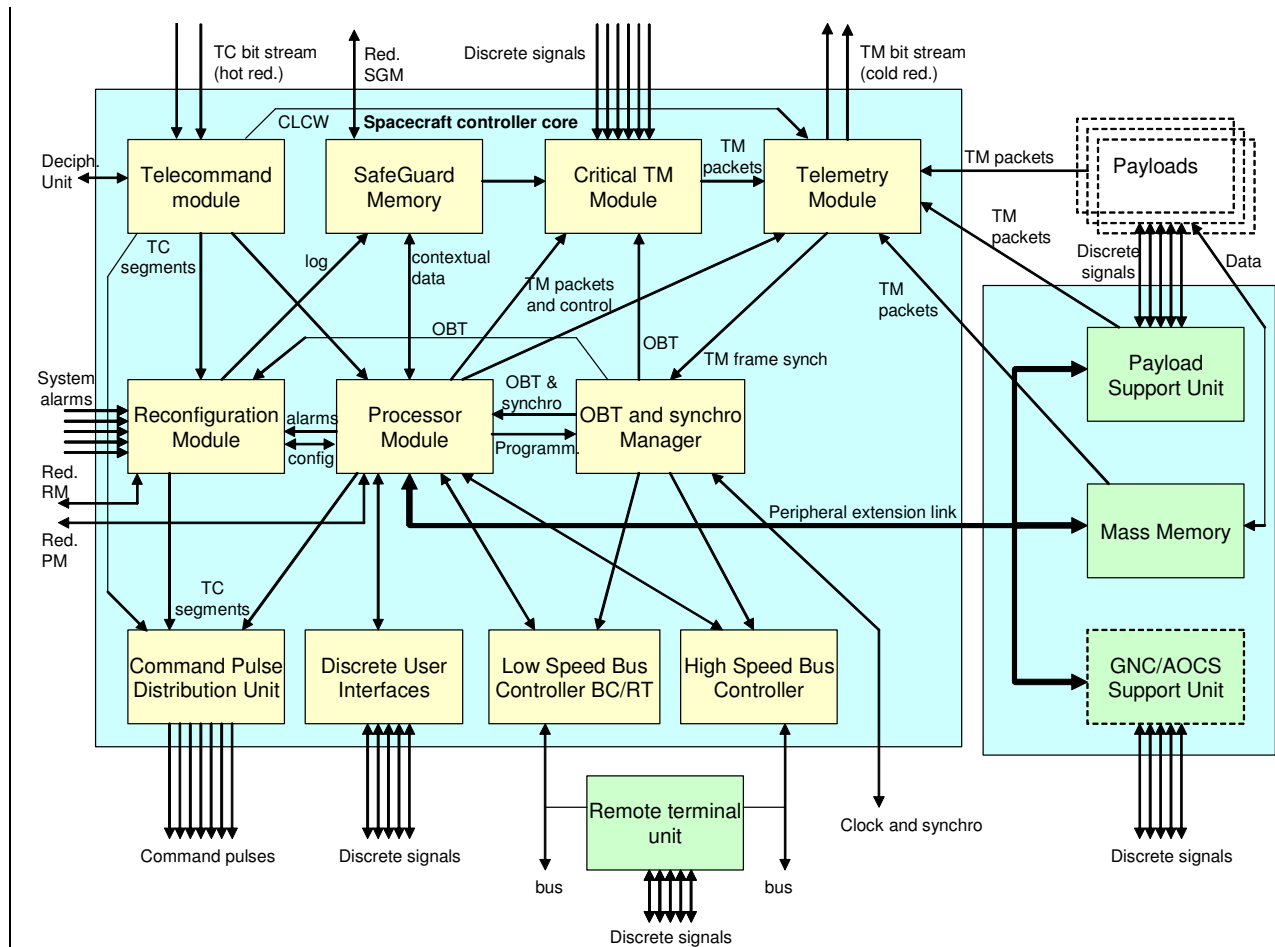 TC bit stream
(hot red.)
Red.
SGM
Discrete signals
TM bit stream
(cold red.)
CLCW
Spacecraft controller core
Deciph.
Unit
Telecommand
module
SafeGuard
Memory
Critical TM
Module
TM
packets
Telemetry
Module
TM packets
Payloads
TC
segments
log
contextual
data
TM packets
and control
TM
packets
TM
packets
Discrete
signals
Data
OBT
OBT
TM frame synch
System
alarms
Reconfiguration
Module
alarms
config
Processor
Module
OBT &
synchro
Programm.
OBT and synchro
Manager
Payload
Support Unit
Red.
RM
Red.
PM
Peripheral extension link
Mass Memory
TC
segments
Command Pulse
Distribution Unit
Discrete User
Interfaces
Low Speed Bus
Controller BC/RT
High Speed Bus
Controller
GNC/AOCS
Support Unit
Remote terminal
unit
Clock and synchro
Command pulses
Discrete signals
bus
bus
Discrete signals
Discrete signals